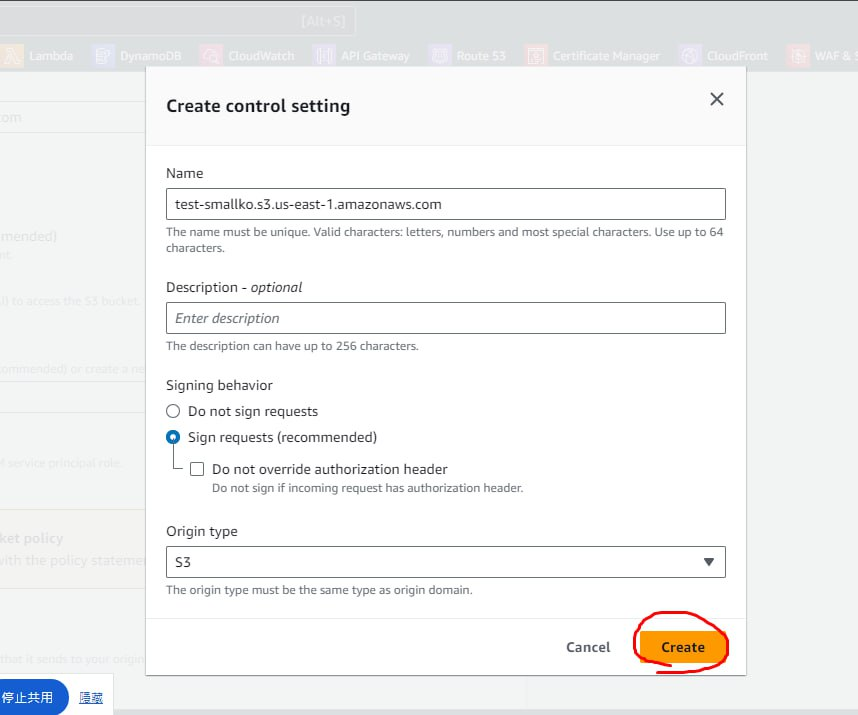 [Alt+S]
Lambda
DynamoDB
CloudWatch
API Gateway
Route 53
Certificate Manager
CloudFront
WAF & S
com
Create control setting
Name
test-smallko.s3.us-east-1.amazonaws.com
The name must be unique. Valid characters: letters, numbers and most special characters. Use up to 64
characters.
mended)
nt.
Description - optional
I) to access the S3 bucket.
Enter description
The description can have up to 256 characters.
commended) or create a ne
Signing behavior
Do not sign requests
Sign requests (recommended)
M service principal role.
Do not override authorization header
Do not sign if incoming request has authorization header.
Origin type
ket policy
with the policy statemen
S3
The origin type must be the same type as origin domain.
Cancel
Create
that it sends to your origin
停止共用
隱藏